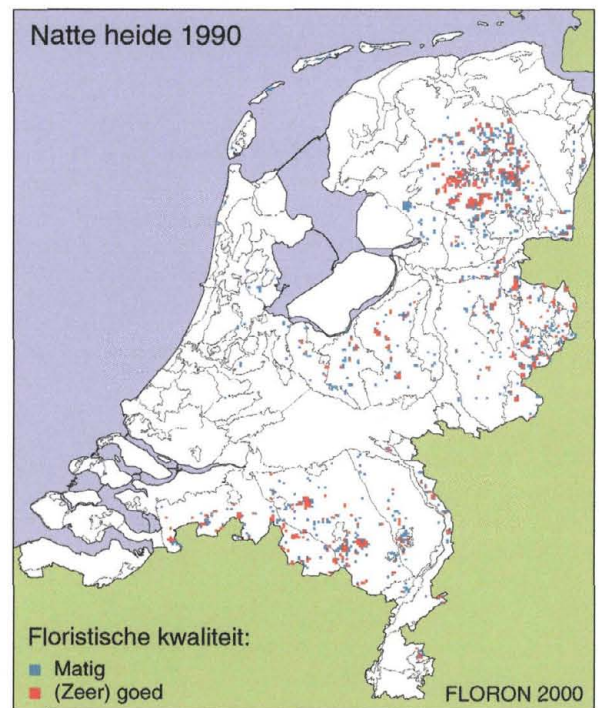 Natte heide 1990
Floristische kwaliteit:
Matig
(Zeer) goed
FLORON 2000